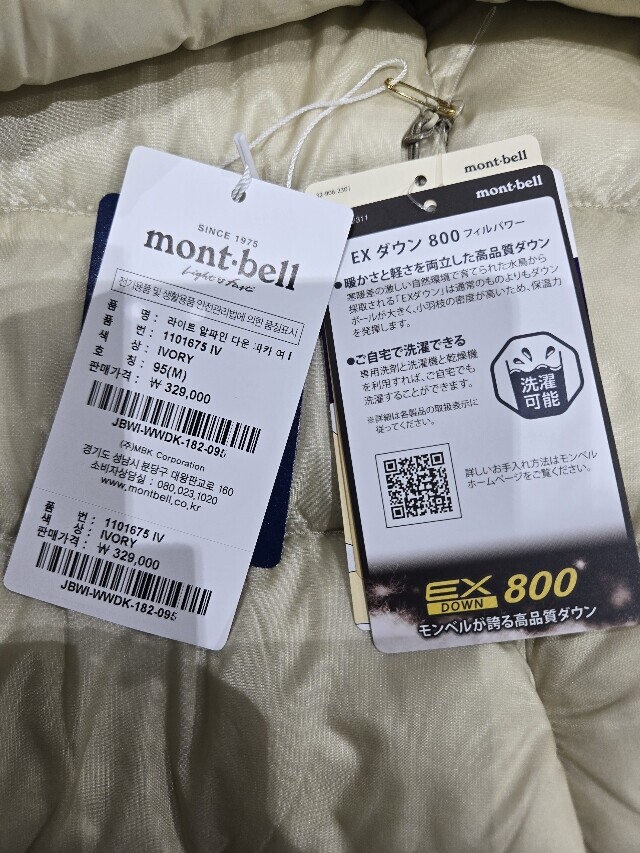 SINCE 1975
mont·bell
Light & Fast
전기용품 및 생활용품 안전관리법에 의한 품질표시
품 명 : 라이트 알파인 다운 파카 여 I
품 번 : 1101675 IV
색 상 : IVORY
호 칭 : 95(M)
판매가격 : ₩ 329,000
JBWI-WWDK-182-095
(주)MBK Corporation
경기도 성남시 분당구 대왕판교로 160
소비자상담실 : 080.023.1020
www.montbell.co.kr
품 번 : 1101675 IV
색 상 : IVORY
판매가격 : ₩ 329,000
JBWI-WWDK-182-095
mont·bell
mont·bell
-311
EX ダウン 800 フィルパワー
●暖かさと軽さを両立した高品質ダウン
寒暖差の激しい自然環境で育てられた水鳥から
採取される「EXダウン」は通常のものよりもダウン
ボールが大きく、小羽枝の密度が高いため、保温力
を発揮します。
●ご自宅で洗濯できる
専用洗剤と洗濯機と乾燥機
を利用すれば、ご自宅でも
洗濯することができます。
※詳細は各製品の取扱表示に
従ってください。
洗濯
可能
詳しいお手入れ方法はモンベル
ホームページをご覧ください。
EX 800
DOWN
モンベルが誇る高品質ダウン